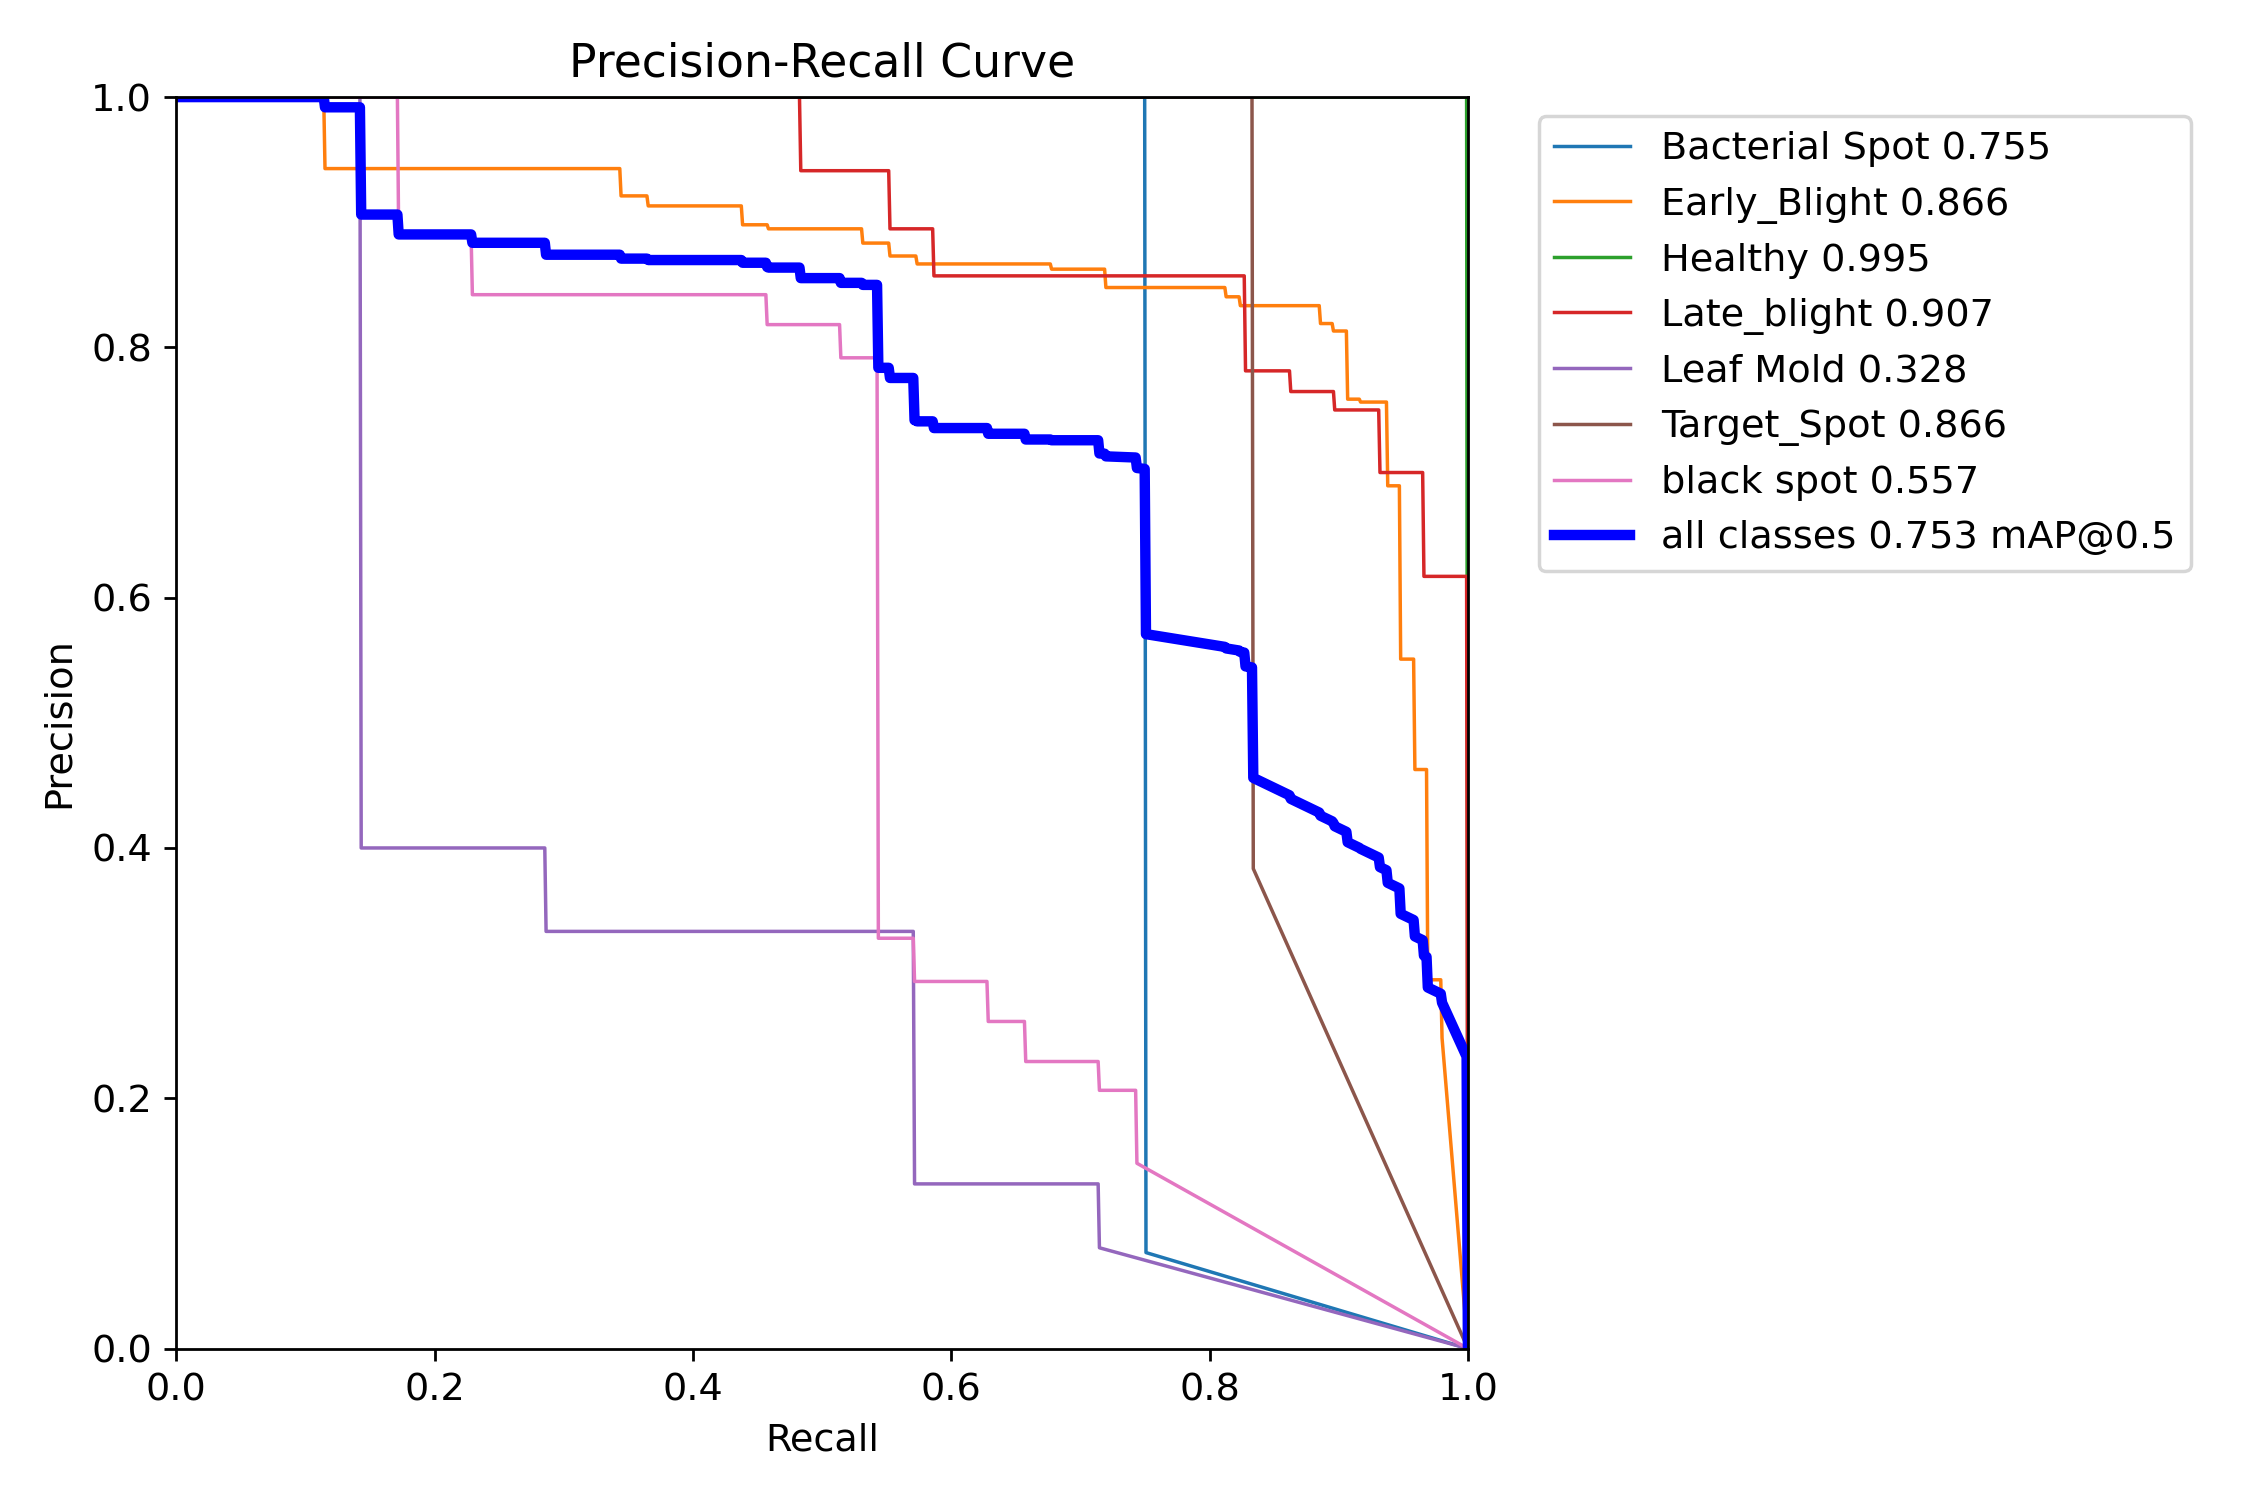 Precision-Recall Curve
1.0
0.8
0.6
0.4
0.2
0.0
Precision
0.0 0.2 0.4 0.6 0.8 1.0
Recall
Bacterial Spot 0.755
Early_Blight 0.866
Healthy 0.995
Late_blight 0.907
Leaf Mold 0.328
Target_Spot 0.866
black spot 0.557
all classes 0.753 mAP@0.5